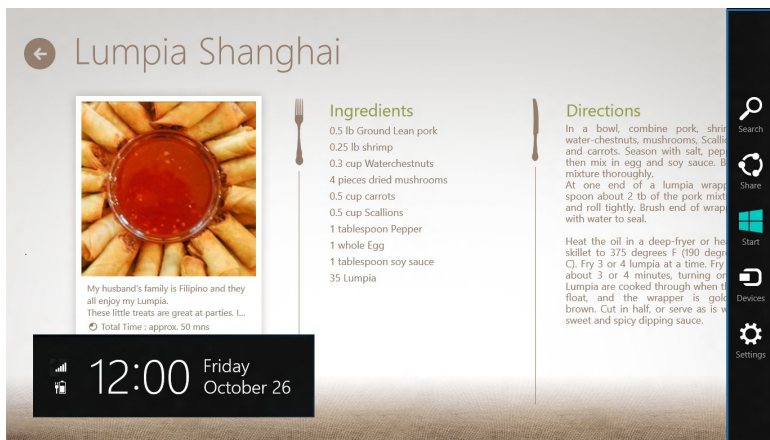 Lumpia Shanghai
My husband's family is Filipino and they
all enjoy my Lumpia.
These little treats are great at parties. I...
Total Time : approx. 50 mns
Ingredients
0.5 lb Ground Lean pork
0.25 lb shrimp
0.3 cup Waterchestnuts
4 pieces dried mushrooms
0.5 cup carrots
0.5 cup Scallions
1 tablespoon Pepper
1 whole Egg
1 tablespoon soy sauce
35 Lumpia
Directions
In a bowl, combine pork,
water-chestnuts, mushrooms,
and carrots. Season with salt,
then mix in egg and soy sauce.
mixture thoroughly.
At one end of a lumpia
spoon about 2 tb of the pork
and roll tightly. Brush end of
with water to seal.
Heat the oil in a deep-fryer or
skillet to 375 degrees F (190
C). Fry 3 or 4 lumpia at a time. Fry
about 3 or 4 minutes, turning
Lumpia are cooked through when
float, and the wrapper is
brown. Cut in half, or serve as is
sweet and spicy dipping sauce.
Search
Share
Start
Devices
Settings
12:00
Friday
October 26